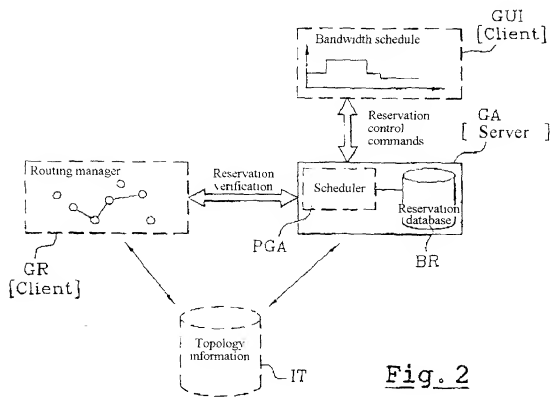 Bandwidth schedule
GUI
[Client]
Reservation
control
commands
GA
[ Server ]
Routing manager
Reservation
verification
Scheduler
Reservation
database
PGA
BR
GR
[Client]
Topology
information
IT
Fig. 2